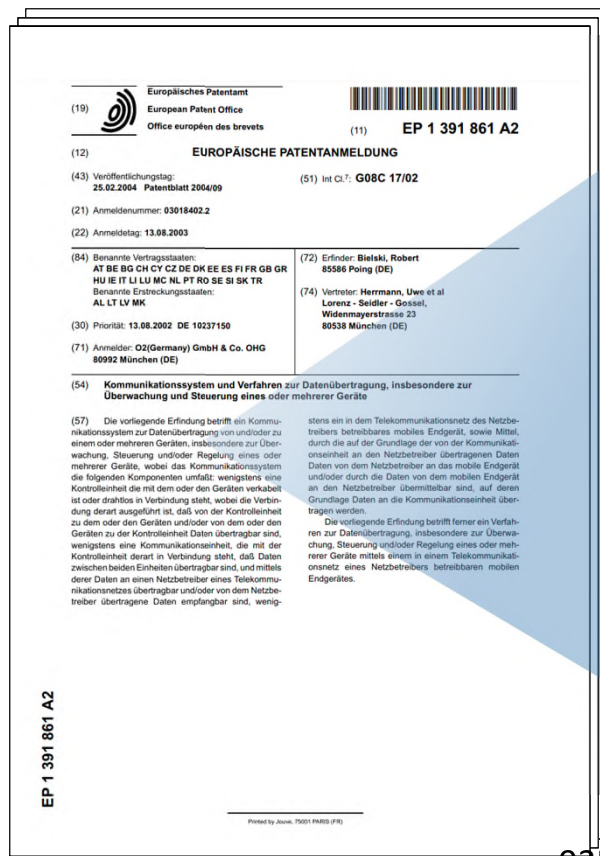 Europäisches Patentamt
(19)
European Patent Office
Office européen des brevets
(11) EP 1 391 861 A2
(12) EUROPÄISCHE PATENTANMELDUNG
(43) Veröffentlichungstag:
25.02.2004 Patentblatt 2004/09
(51) Int Cl.7: G08C 17/02
(21) Anmeldenummer: 03018402.2
(22) Anmeldetag: 13.08.2003
(84) Benannte Vertragsstaaten:
AT BE BG CH CY CZ DE DK EE ES FI FR GB GR
HU IE IT LI LU MC NL PT RO SE SI SK TR
Benannte Erstreckungsstaaten:
AL LT LV MK
(30) Priorität: 13.08.2002 DE 10237150
(71) Anmelder: O2(Germany) GmbH & Co. OHG
80992 München (DE)
(72) Erfinder: Bielski, Robert
85586 Poing (DE)
(74) Vertreter: Herrmann, Uwe et al
Lorenz - Seidler - Gossel,
Widenmayerstrasse 23
80538 München (DE)
(54) Kommunikationssystem und Verfahren zur Datenübertragung, insbesondere zur
Überwachung und Steuerung eines oder mehrerer Geräte
(57) Die vorliegende Erfindung betrifft ein Kommu-
nikationssystem zur Datenübertragung von und/oder zu
einem oder mehreren Geräten, insbesondere zur Über-
wachung, Steuerung und/oder Regelung eines oder
mehrerer Geräte, wobei das Kommunikationssystem
die folgenden Komponenten umfaßt: wenigstens eine
Kontrolleinheit die mit dem oder den Geräten verkabelt
ist oder drahtlos in Verbindung steht, wobei die Verbin-
dung derart ausgeführt ist, daß von der Kontrolleinheit
zu dem oder den Geräten und/oder von dem oder den
Geräten zu der Kontrolleinheit Daten übertragbar sind,
wenigstens eine Kommunikationseinheit, die mit der
Kontrolleinheit derart in Verbindung steht, daß Daten
zwischen beiden Einheiten übertragbar sind, und mittels
derer Daten an einen Netzbetreiber eines Telekommu-
nikationsnetzes übertragbar und/oder von dem Netzbe-
treiber übertragene Daten empfangbar sind, wenig-
stens ein in dem Telekommunikationsnetz des Netzbe-
treibers betreibbares mobiles Endgerät, sowie Mittel,
durch die auf der Grundlage der von der Kommunikati-
onseinheit an den Netzbetreiber übertragenen Daten
Daten von dem Netzbetreiber an das mobile Endgerät
und/oder durch die Daten von dem mobilen Endgerät
an den Netzbetreiber übermittelbar sind, auf deren
Grundlage Daten an die Kommunikationseinheit über-
tragen werden.
Die vorliegende Erfindung betrifft ferner ein Verfah-
ren zur Datenübertragung, insbesondere zur Überwa-
chung, Steuerung und/oder Regelung eines oder meh-
rerer Geräte mittels einem in einem Telekommunikati-
onsnetz eines Netzbetreibers betreibbaren mobilen
Endgerätes.
EP 1 391 861 A2
Printed by Jouve, 75001 PARIS (FR)